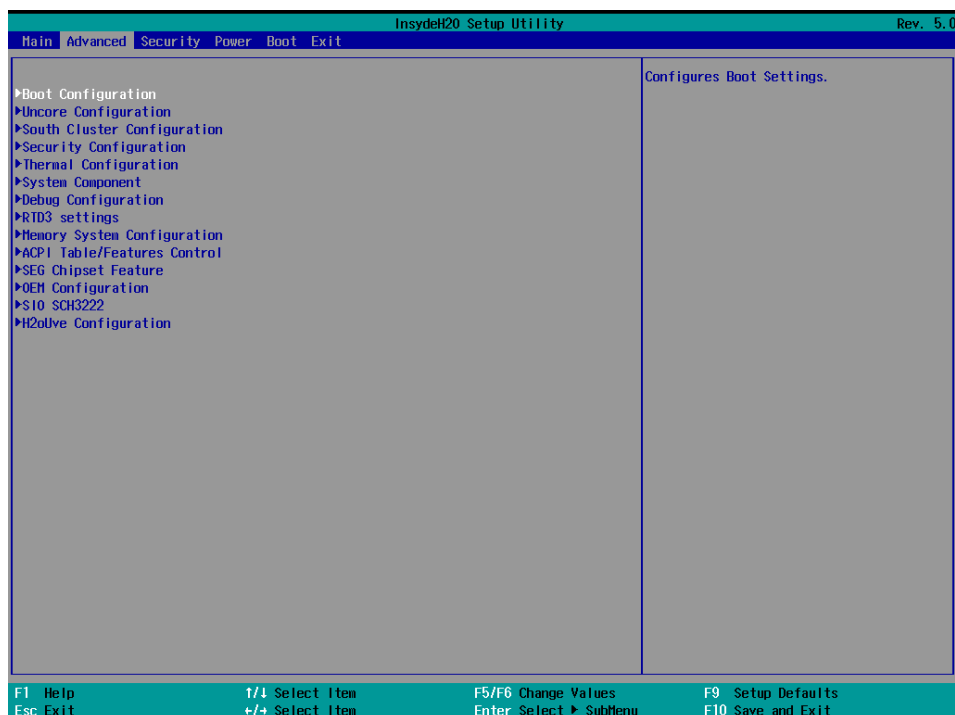 InsydeH20 Setup Utility Rev. 5.0
Main Advanced Security Power Boot Exit
Configures Boot Settings.
▶Boot Configuration
▶Uncore Configuration
▶South Cluster Configuration
▶Security Configuration
▶Thermal Configuration
▶System Component
▶Debug Configuration
▶RTD3 settings
▶Memory System Configuration
▶ACPI Table/Features Control
▶SEG Chipset Feature
▶OEM Configuration
▶SIO SCH3222
▶H2oUve Configuration
F1 Help ↑/↓ Select Item F5/F6 Change Values F9 Setup Defaults
Esc Exit ←/→ Select Item Enter Select ▶ SubMenu F10 Save and Exit